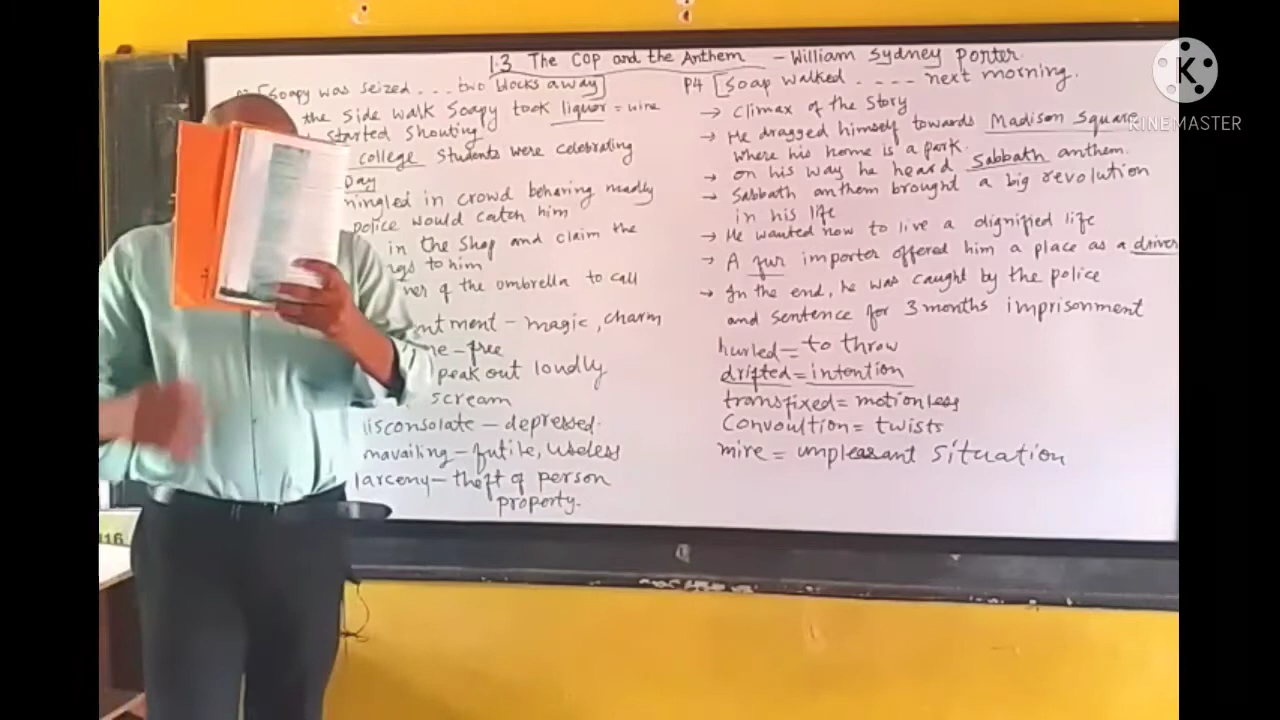 1.3 The Cop and the Anthem - William Sydney Porter
[Soapy was seized ... two blocks away]
the side walk Soapy took liquor = wine
started shouting
college students were celebrating
Day
mingled in crowd behaving madly
police would catch him
in the shop and claim the
to him
ner of the umbrella to call
ntment - magic, charm
me - free
peak out loudly
scream
disconsolate - depressed.
unavailing - futile, useless
larceny - theft of person
property.
P4 [Soap walked .... next morning.
→ Climax of the Story
→ He dragged himself towards Madison Square
where his home is a park.
→ on his way he heard Sabbath anthem.
→ Sabbath anthem brought a big revolution
in his life
→ He wanted now to live a dignified life
→ A fur importer offered him a place as a driver
→ In the end, he was caught by the police
and sentence for 3 months imprisonment
hurled = to throw
drifted = intention
transfixed = motionless
Convoultion = twists
mire = unpleasant situation
K
KINEMASTER
16